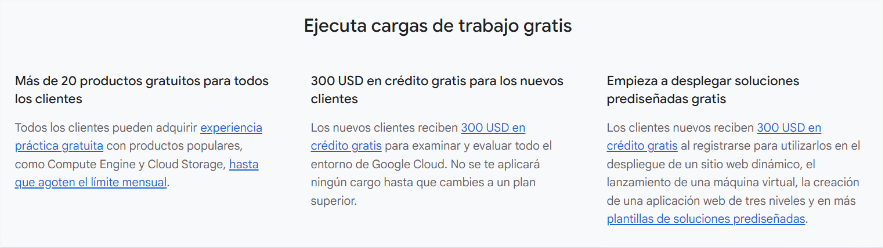 Ejecuta cargas de trabajo gratis
Más de 20 productos gratuitos para todos
los clientes
Todos los clientes pueden adquirir experiencia
práctica gratuita con productos populares,
como Compute Engine y Cloud Storage, hasta
que agoten el límite mensual.
300 USD en crédito gratis para los nuevos
clientes
Los nuevos clientes reciben 300 USD en
crédito gratis para examinar y evaluar todo el
entorno de Google Cloud. No se te aplicará
ningún cargo hasta que cambies a un plan
superior.
Empieza a desplegar soluciones
prediseñadas gratis
Los clientes nuevos reciben 300 USD en
crédito gratis al registrarse para utilizarlos en el
despliegue de un sitio web dinámico, el
lanzamiento de una máquina virtual, la creación
de una aplicación web de tres niveles y en más
plantillas de soluciones prediseñadas.